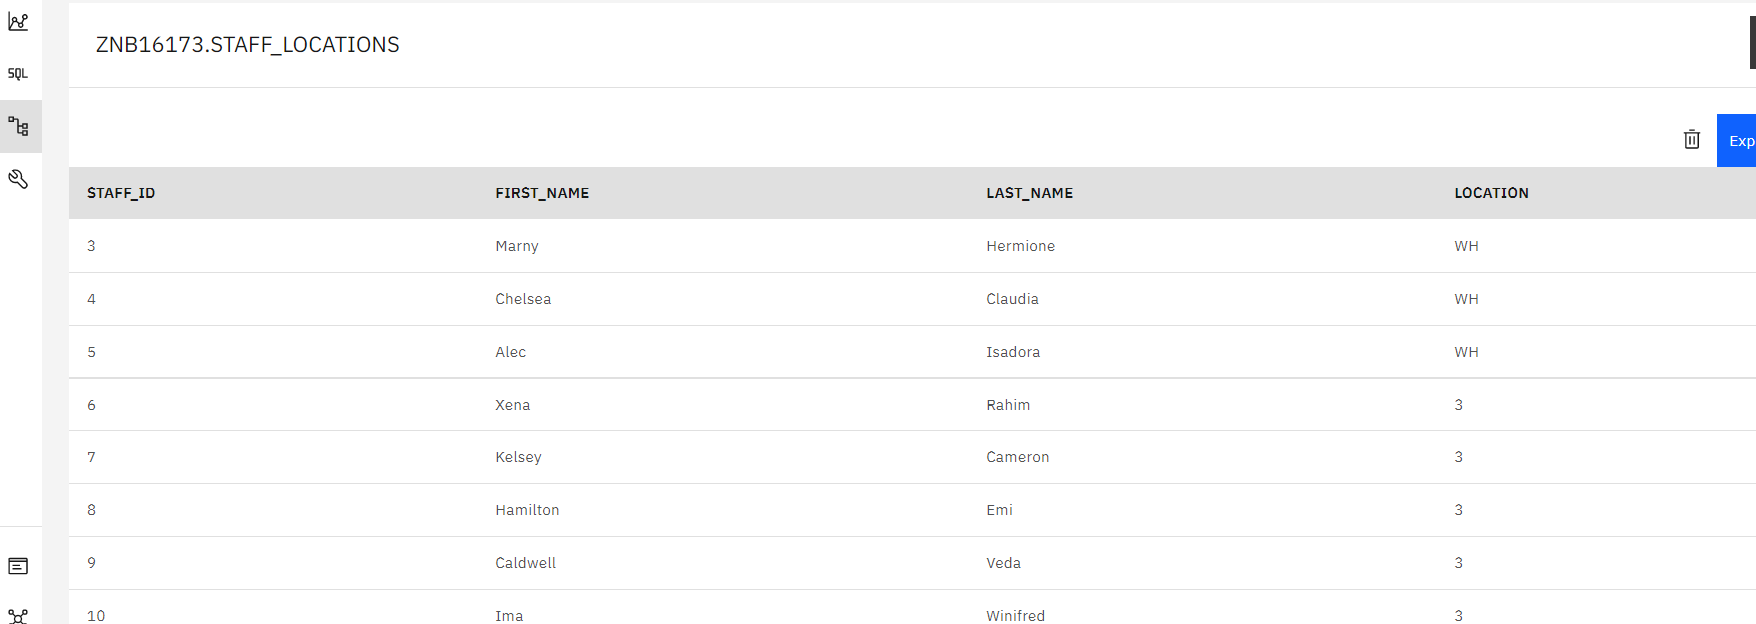 ZNB16173.STAFF_LOCATIONS
SQL
Exp
STAFF_ID FIRST_NAME LAST_NAME LOCATION
3 Marny Hermione WH
4 Chelsea Claudia WH
5 Alec Isadora WH
6 Xena Rahim 3
7 Kelsey Cameron 3
8 Hamilton Emi 3
9 Caldwell Veda 3
10 Ima Winifred 3